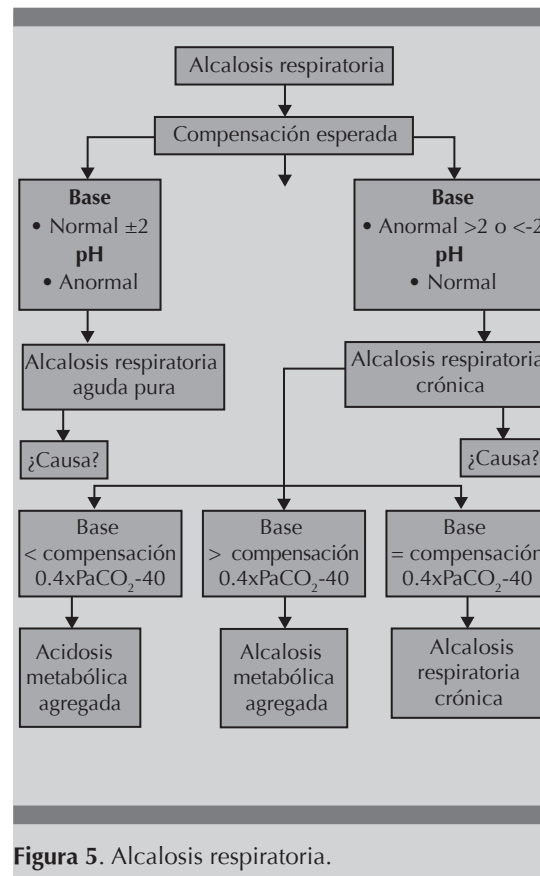 Alcalosis respiratoria
Compensación esperada
Base
• Normal ±2
pH
• Anormal
Base
• Anormal >2 o <-2
pH
• Normal
Alcalosis respiratoria
aguda pura
Alcalosis respiratoria
crónica
¿Causa?
¿Causa?
Base
< compensación
0.4xPaCO₂-40
Base
> compensación
0.4xPaCO₂-40
Base
= compensación
0.4xPaCO₂-40
Acidosis
metabólica
agregada
Alcalosis
metabólica
agregada
Alcalosis
respiratoria
crónica
Figura 5. Alcalosis respiratoria.